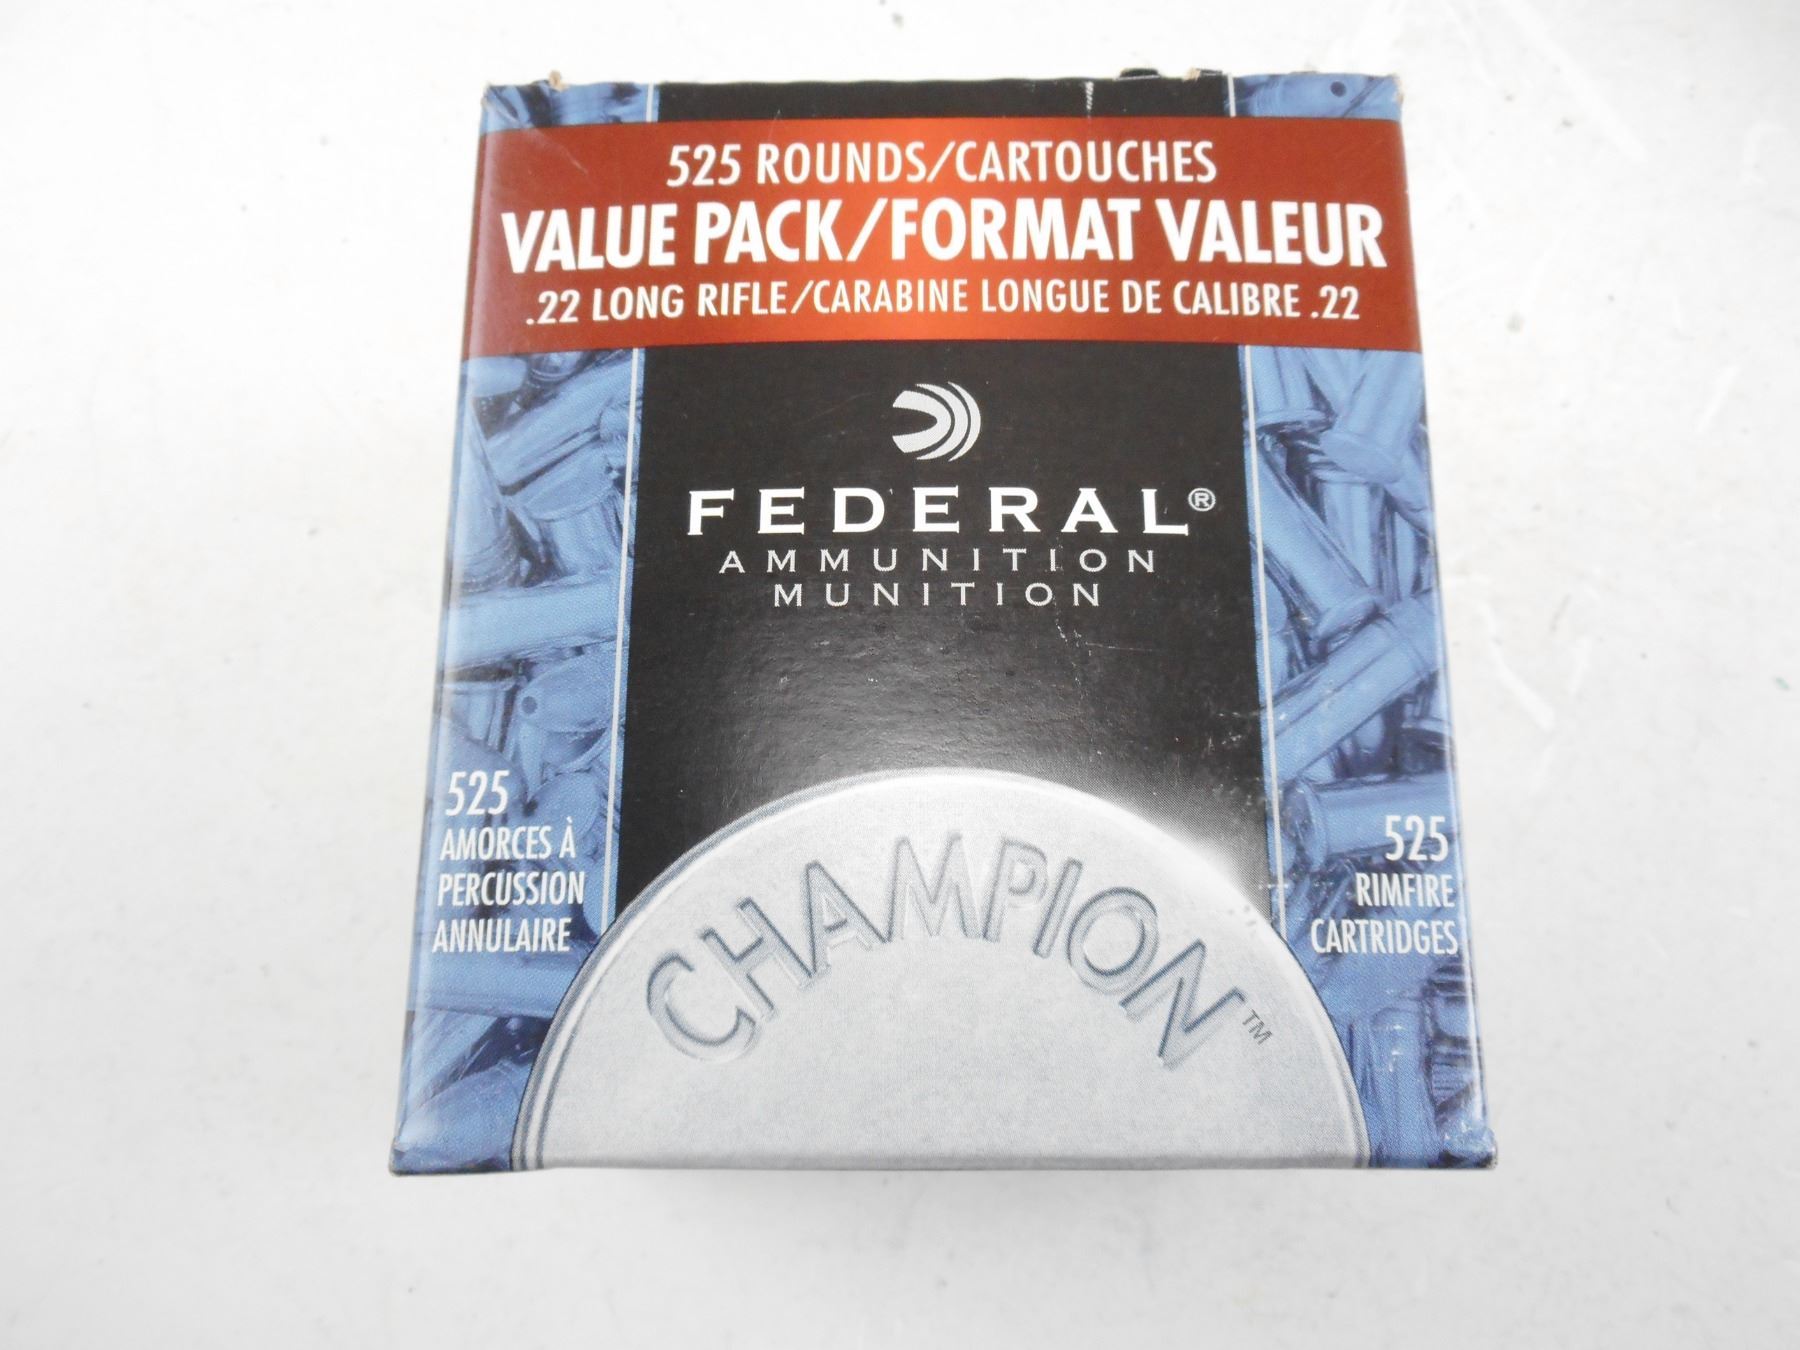 525 ROUNDS/CARTOUCHES
VALUE PACK/FORMAT VALEUR
.22 LONG RIFLE/CARABINE LONGUE DE CALIBRE .22
FEDERAL®
AMMUNITION
MUNITION
525
AMORCES À
PERCUSSION
ANNULAIRE
525
RIMFIRE
CARTRIDGES
CHAMPION™